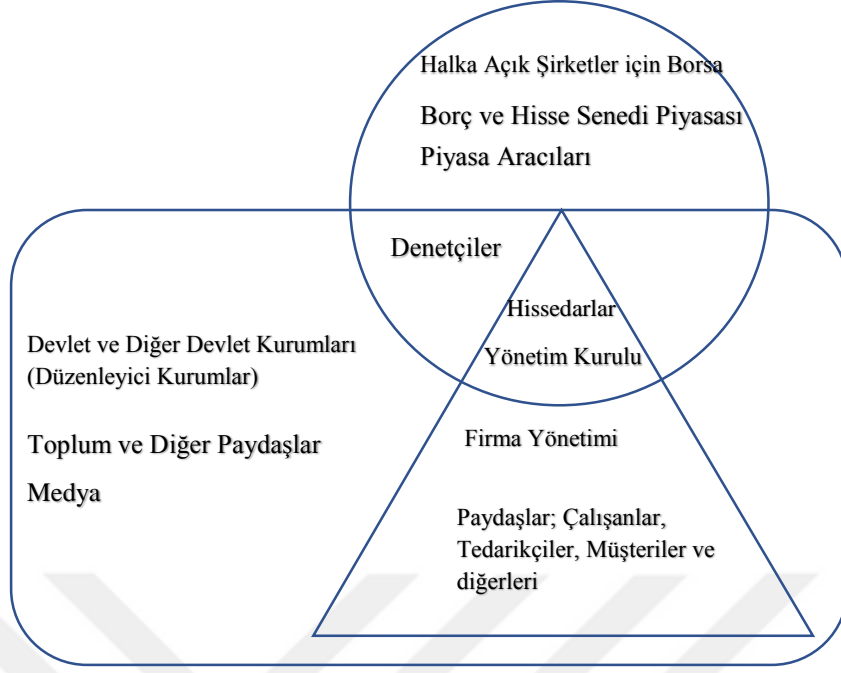 Halka Açık Şirketler için Borsa
Borç ve Hisse Senedi Piyasası
Piyasa Aracıları
Denetçiler
Hissedarlar
Yönetim Kurulu
Devlet ve Diğer Devlet Kurumları
(Düzenleyici Kurumlar)
Toplum ve Diğer Paydaşlar
Medya
Firma Yönetimi
Paydaşlar; Çalışanlar,
Tedarikçiler, Müşteriler ve
diğerleri